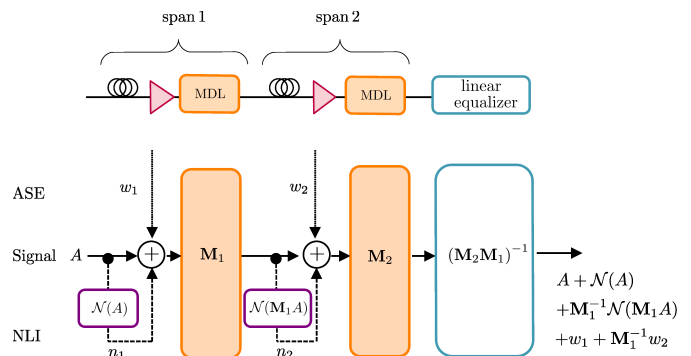 span 1 span 2
MDL MDL linear
equalizer
ASE w₁ w₂
Signal A + M₁ + M₂ (M₂M₁)⁻¹
𝒩(A) 𝒩(M₁A)
NLI n₁ n₂
A + 𝒩(A)
+M₁⁻¹𝒩(M₁A)
+w₁ + M₁⁻¹w₂